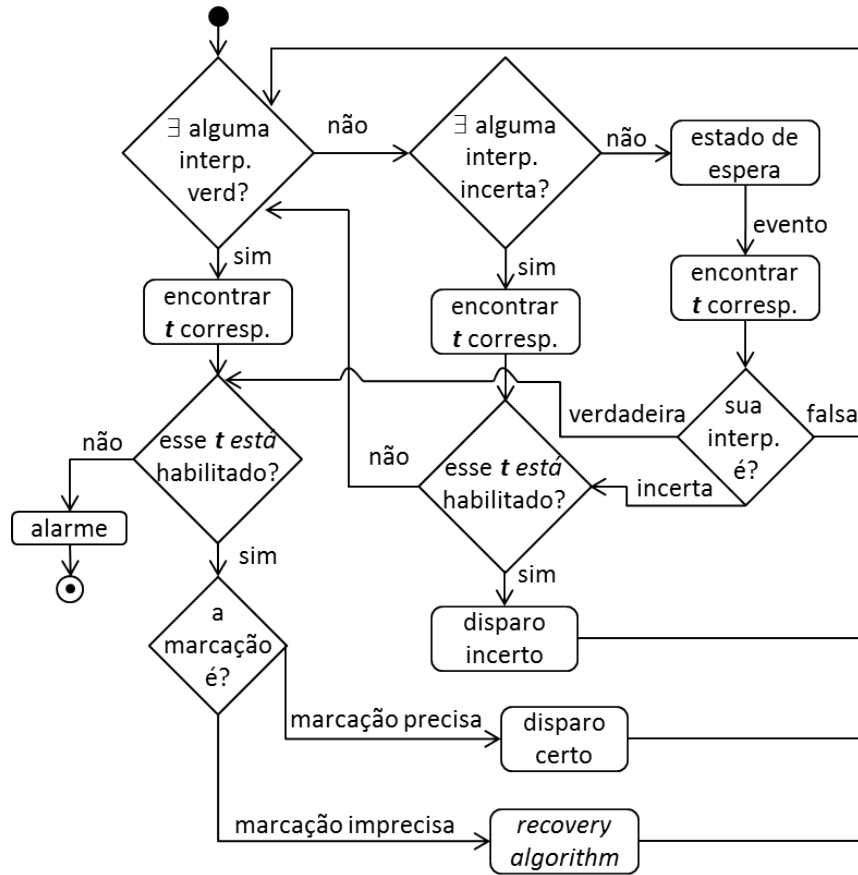 ∃ alguma
interp.
verd?
não
∃ alguma
interp.
incerta?
não
estado de
espera
evento
sim
encontrar
t corresp.
sim
encontrar
t corresp.
encontrar
t corresp.
sua
interp.
é?
verdadeira
falsa
incerta
não
esse t está
habilitado?
não
esse t está
habilitado?
alarme
sim
sim
a
marcação
é?
disparo
incerto
marcação precisa
disparo
certo
marcação imprecisa
recovery
algorithm